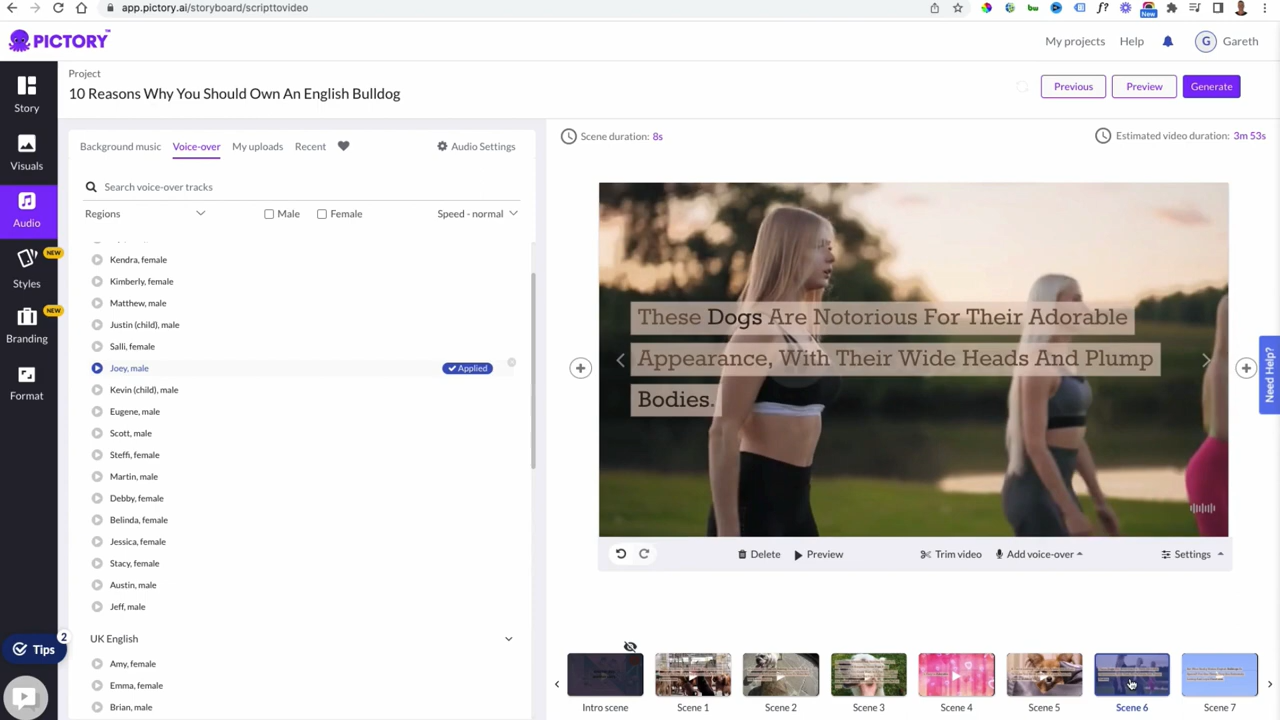 app.pictory.ai/storyboard/scripttovideo
New
PICTORY
My projects
Help
G
Gareth
Project
10 Reasons Why You Should Own An English Bulldog
Previous
Preview
Generate
Story
Visuals
Audio
Styles
NEW
Branding
NEW
Format
2
Tips
Background music
Voice-over
My uploads
Recent
Audio Settings
Search voice-over tracks
Regions
Male
Female
Speed - normal
Kendra, female
Kimberly, female
Matthew, male
Justin (child), male
Salli, female
Joey, male
Applied
Kevin (child), male
Eugene, male
Scott, male
Steffi, female
Martin, male
Debby, female
Belinda, female
Jessica, female
Stacy, female
Austin, male
Jeff, male
UK English
Amy, female
Emma, female
Brian, male
Scene duration: 8s
Estimated video duration: 3m 53s
These Dogs Are Notorious For Their Adorable
Appearance, With Their Wide Heads And Plump
Bodies.
Need Help?
Delete
Preview
Trim video
Add voice-over
Settings
Intro scene
Scene 1
Scene 2
Scene 3
Scene 4
Scene 5
Scene 6
Scene 7